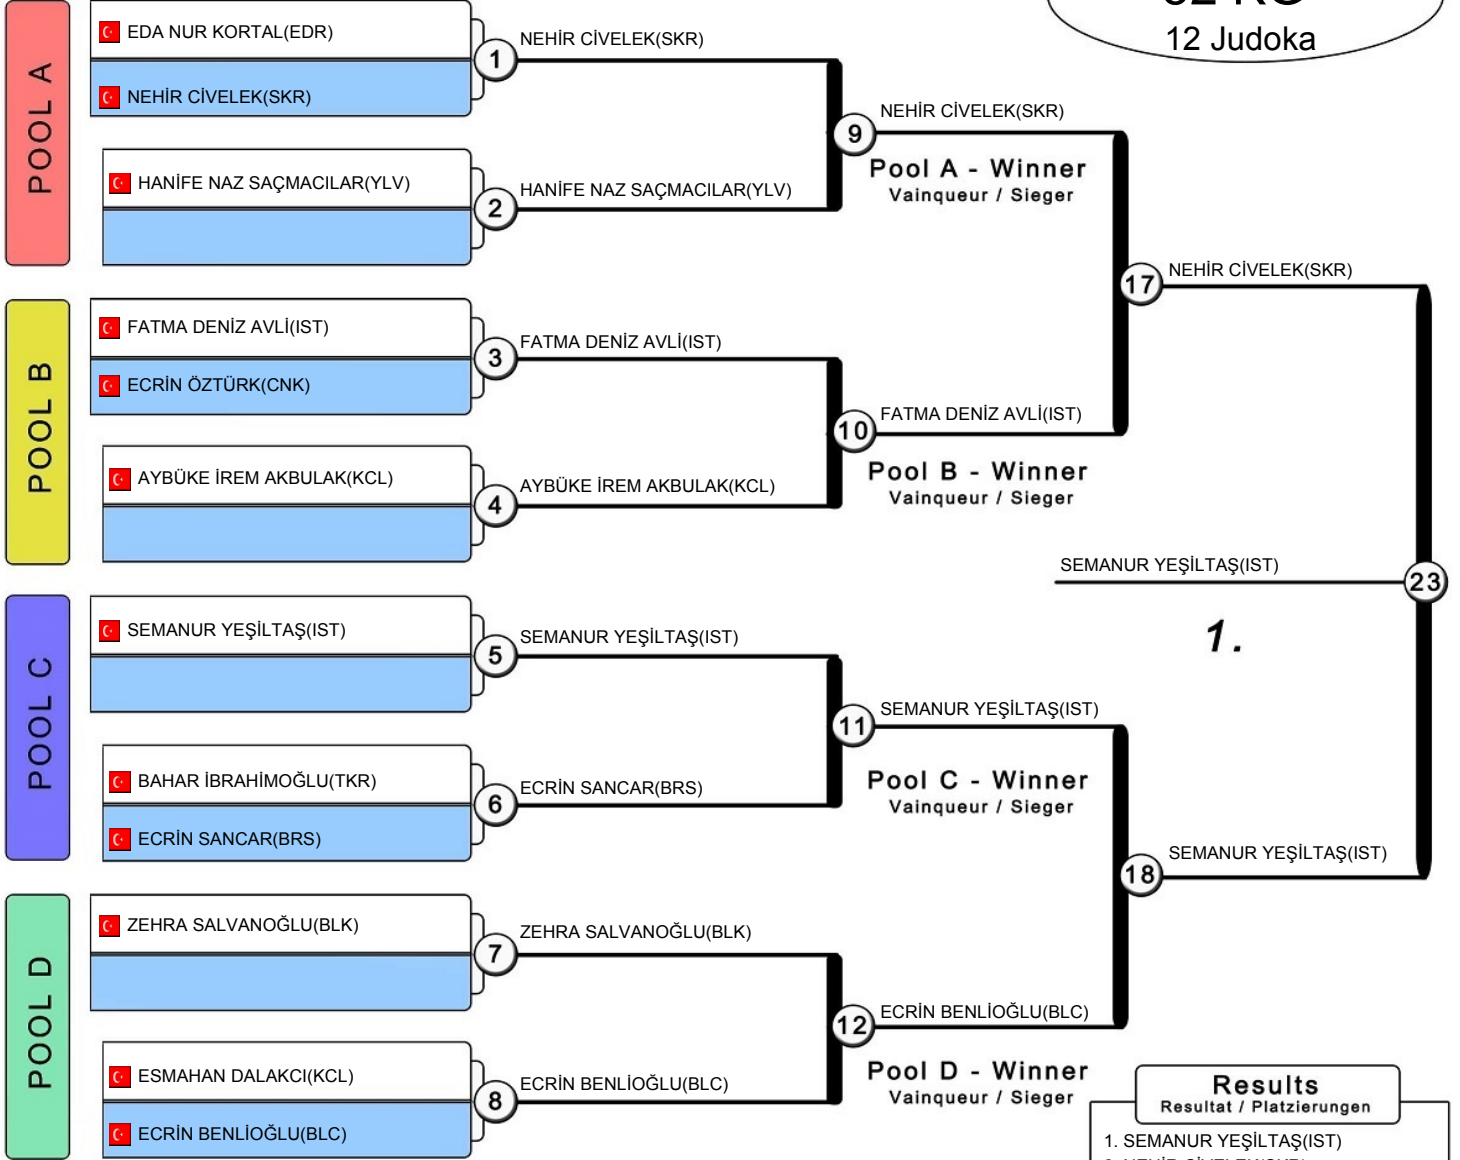 12 Judoka
POOL A
EDA NUR KORTAL(EDR)
NEHİR CİVELEK(SKR)
1
NEHİR CİVELEK(SKR)
HANİFE NAZ SAÇMACILAR(YLV)
2
HANİFE NAZ SAÇMACILAR(YLV)
9
NEHİR CİVELEK(SKR)
Pool A - Winner
Vainqueur / Sieger
POOL B
FATMA DENİZ AVLİ(IST)
ECRİN ÖZTÜRK(CNK)
3
FATMA DENİZ AVLİ(IST)
AYBÜKE İREM AKBULAK(KCL)
4
AYBÜKE İREM AKBULAK(KCL)
10
FATMA DENİZ AVLİ(IST)
Pool B - Winner
Vainqueur / Sieger
17
NEHİR CİVELEK(SKR)
POOL C
SEMANUR YEŞİLTAŞ(IST)
5
SEMANUR YEŞİLTAŞ(IST)
BAHAR İBRAHİMOĞLU(TKR)
ECRİN SANCAR(BRS)
6
ECRİN SANCAR(BRS)
11
SEMANUR YEŞİLTAŞ(IST)
Pool C - Winner
Vainqueur / Sieger
POOL D
ZEHRA SALVANOĞLU(BLK)
7
ZEHRA SALVANOĞLU(BLK)
ESMAHAN DALAKCI(KCL)
ECRİN BENLİOĞLU(BLC)
8
ECRİN BENLİOĞLU(BLC)
12
ECRİN BENLİOĞLU(BLC)
Pool D - Winner
Vainqueur / Sieger
18
SEMANUR YEŞİLTAŞ(IST)
SEMANUR YEŞİLTAŞ(IST)
23
1.
Results
Resultat / Platzierungen
1. SEMANUR YEŞİLTAŞ(IST)